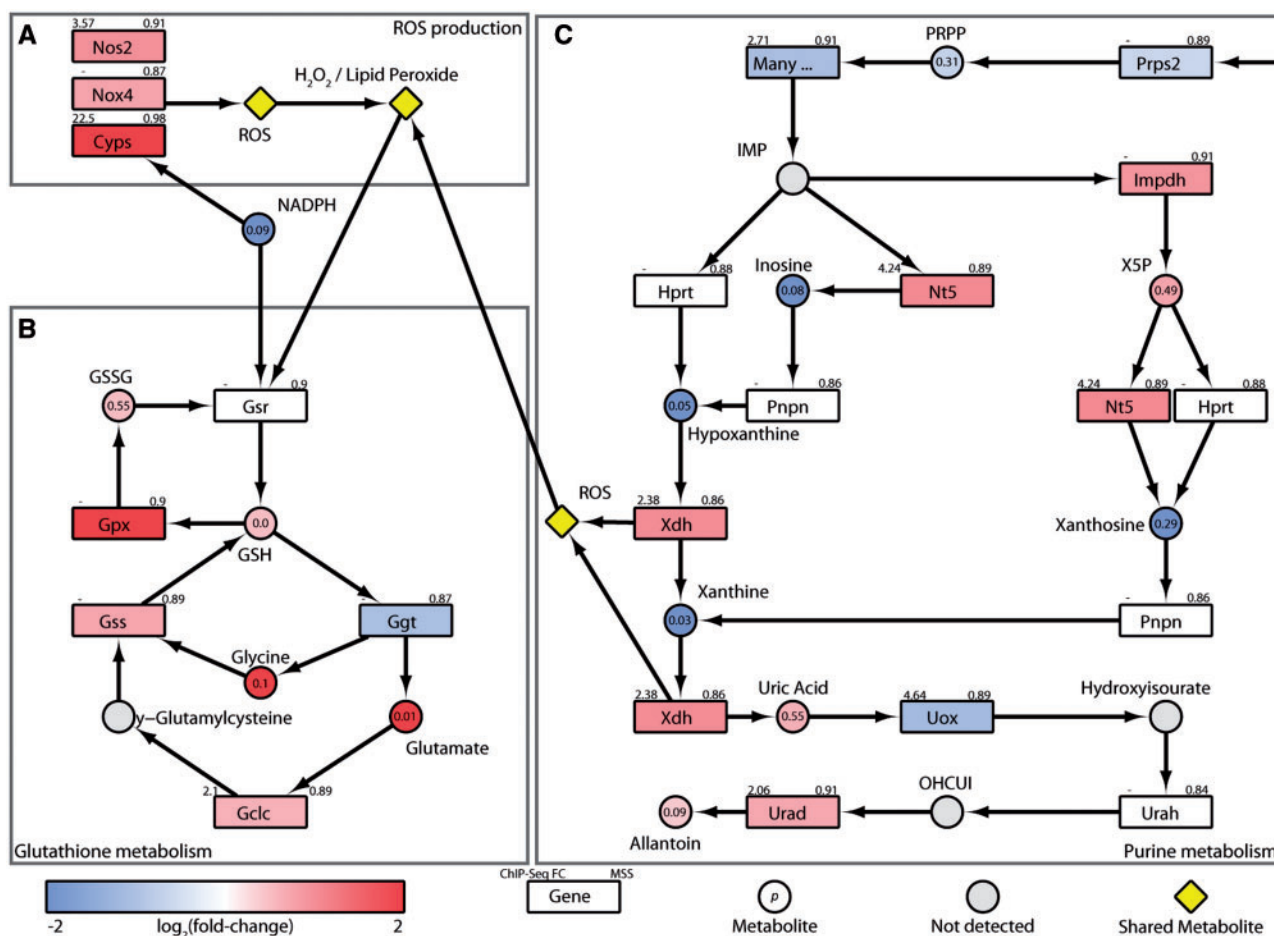 A
ROS production
3.57 0.91
Nos2
- 0.87
Nox4
22.5 0.98
Cyps
ROS
H2O2 / Lipid Peroxide
NADPH
0.09
B
GSSG
0.55
- 0.9
Gsr
- 0.9
Gpx
0.0
GSH
- 0.89
Gss
- 0.87
Ggt
Glycine
0.1
γ-Glutamylcysteine
0.01
Glutamate
2.1 0.89
Gclc
Glutathione metabolism
C
2.71 0.91
Many ...
PRPP
0.31
- 0.89
Prps2
IMP
- 0.91
Impdh
- 0.88
Hprt
Inosine
0.08
4.24 0.89
Nt5
X5P
0.49
0.05
Hypoxanthine
- 0.86
Pnpn
4.24 0.89
Nt5
- 0.88
Hprt
ROS
2.38 0.86
Xdh
Xanthosine
0.29
Xanthine
0.03
- 0.86
Pnpn
2.38 0.86
Xdh
Uric Acid
0.55
4.64 0.89
Uox
Hydroxyisourate
0.09
Allantoin
2.06 0.91
Urad
OHCUI
- 0.84
Urah
Purine metabolism
-2 log2(fold-change) 2
ChIP-Seq FC MSS
Gene
p
Metabolite
Not detected
Shared Metabolite